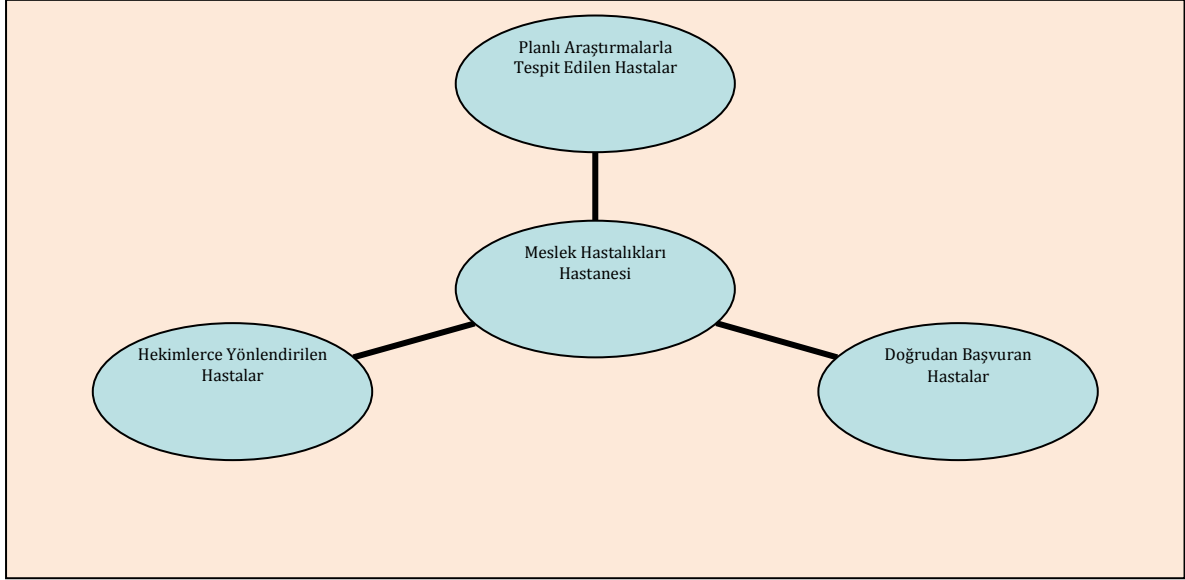 Planlı Araştırmalarla
Tespit Edilen Hastalar
Meslek Hastalıkları
Hastanesi
Hekimlerce Yönlendirilen
Hastalar
Doğrudan Başvuran
Hastalar